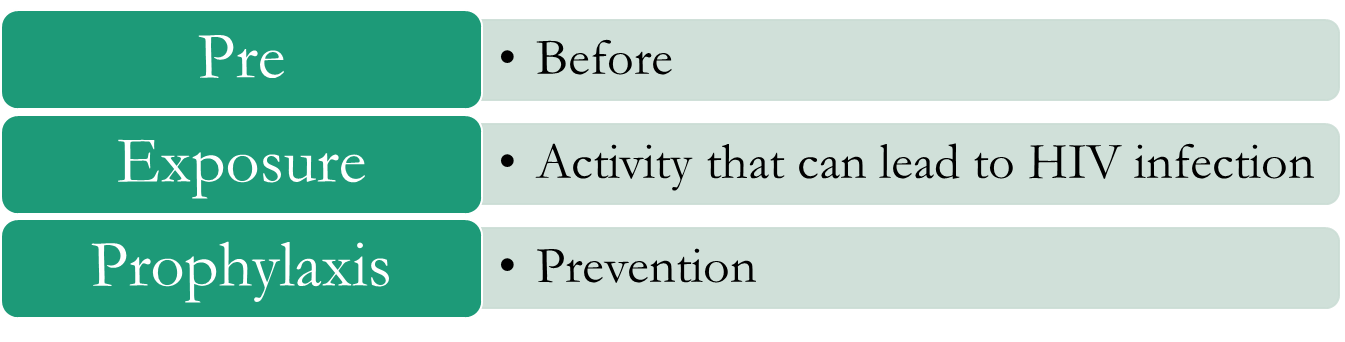 Pre
• Before
Exposure
• Activity that can lead to HIV infection
Prophylaxis
• Prevention